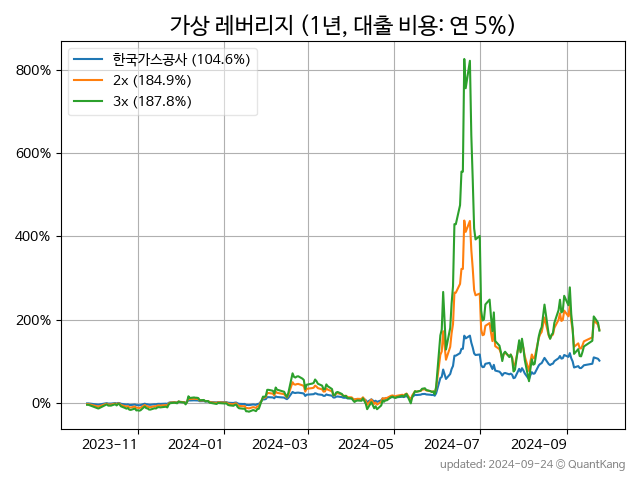 가상 레버리지 (1년, 대출 비용: 연 5%)
한국가스공사 (104.6%)
2x (184.9%)
3x (187.8%)
800%
600%
400%
200%
0%
2023-11 2024-01 2024-03 2024-05 2024-07 2024-09
updated: 2024-09-24 © QuantKang